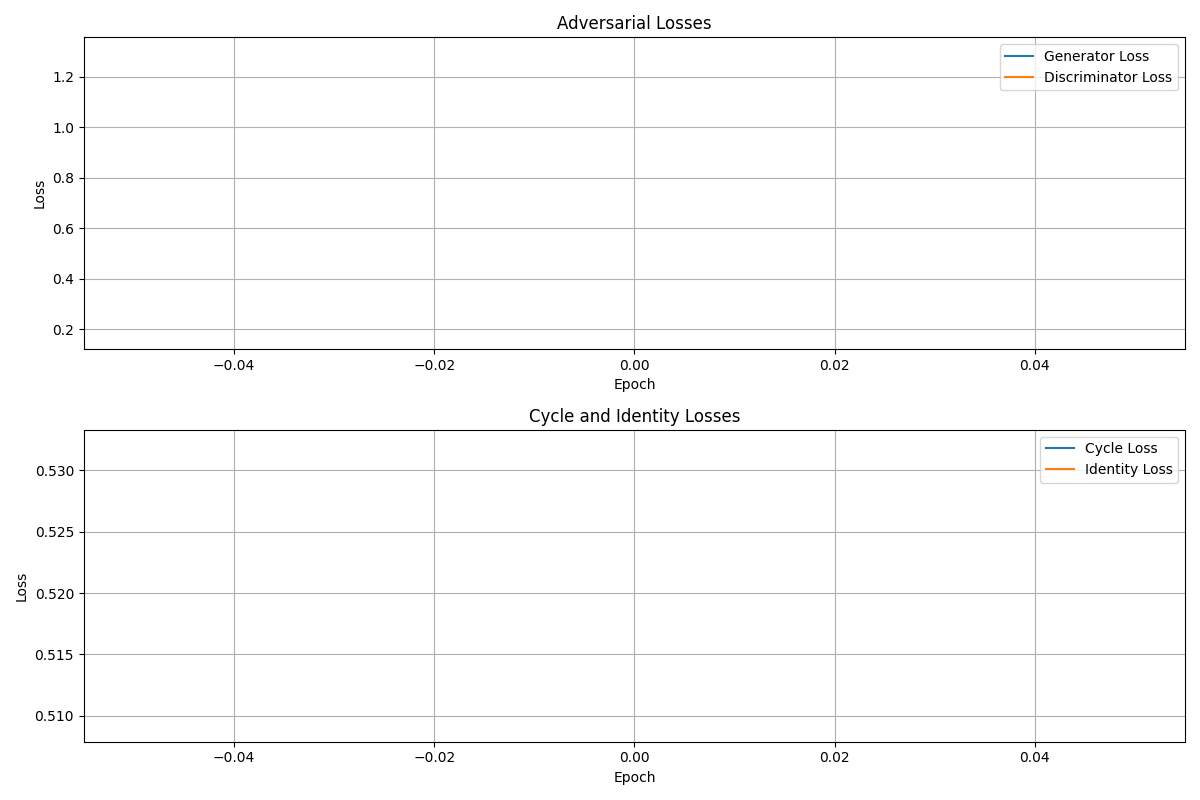 Adversarial Losses
Generator Loss
Discriminator Loss
1.2
1.0
0.8
0.6
0.4
0.2
Loss
−0.04
−0.02
0.00
0.02
0.04
Epoch
Cycle and Identity Losses
Cycle Loss
Identity Loss
0.530
0.525
0.520
0.515
0.510
Loss
−0.04
−0.02
0.00
0.02
0.04
Epoch